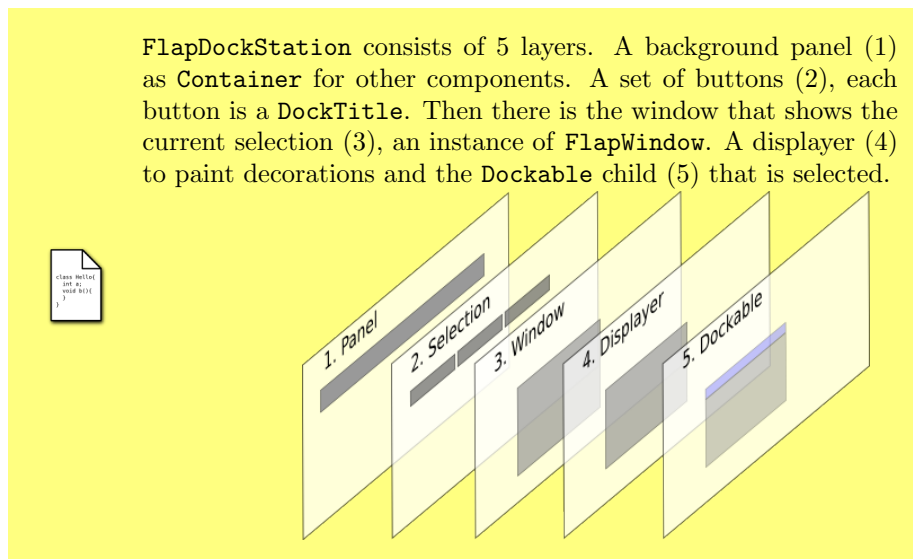 FlapDockStation consists of 5 layers. A background panel (1)
as Container for other components. A set of buttons (2), each
button is a DockTitle. Then there is the window that shows the
current selection (3), an instance of FlapWindow. A displayer (4)
to paint decorations and the Dockable child (5) that is selected.
class Hello{
int a;
void b(){
}
}
1. Panel
2. Selection
3. Window
4. Displayer
5. Dockable